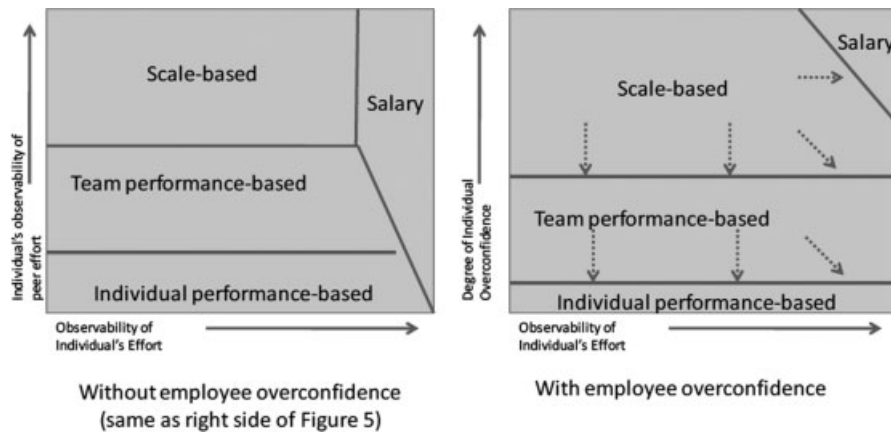 Individual's observability of
peer effort
Scale-based
Salary
Team performance-based
Individual performance-based
Observability of
Individual's Effort
Without employee overconfidence
(same as right side of Figure 5)
Degree of Individual
Overconfidence
Salary
Scale-based
Team performance-based
Individual performance-based
Observability of
Individual's Effort
With employee overconfidence